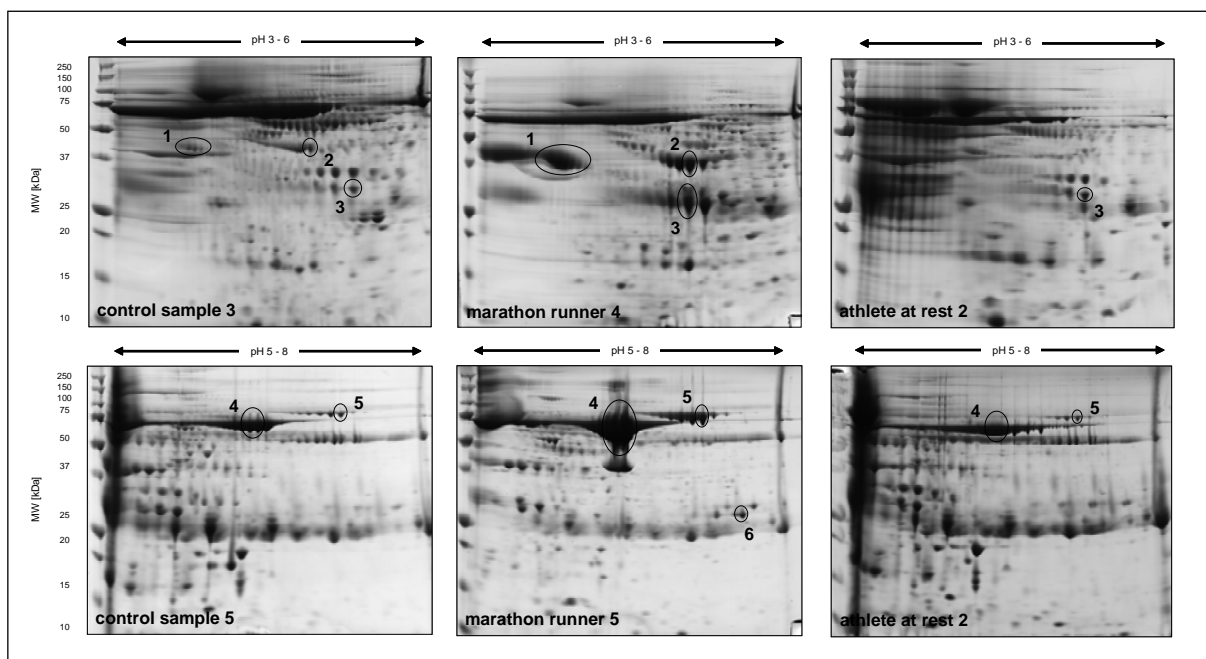 pH 3 - 6
pH 3 - 6
pH 3 - 6
MW [kDa]
250
150
100
75
50
37
25
20
15
10
1
2
3
control sample 3
1
2
3
marathon runner 4
3
athlete at rest 2
pH 5 - 8
pH 5 - 8
pH 5 - 8
MW [kDa]
250
150
100
75
50
37
25
20
15
10
4
5
control sample 5
4
5
6
marathon runner 5
4
5
athlete at rest 2